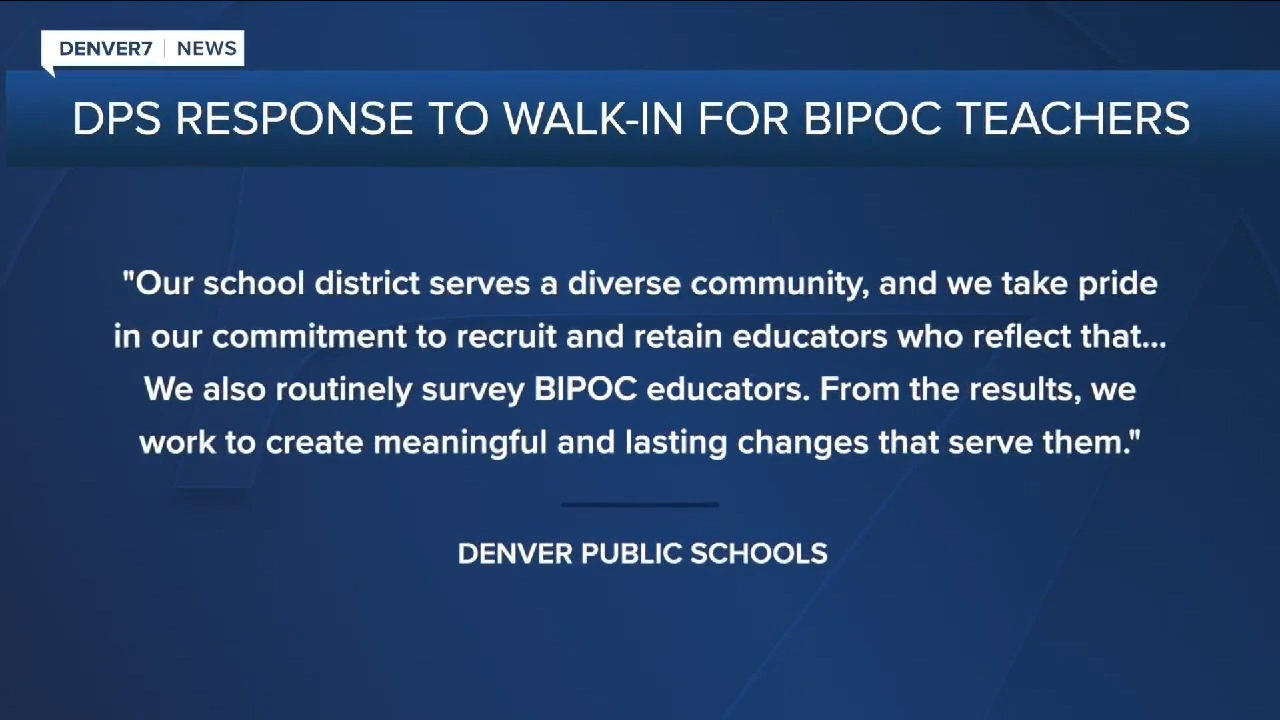 DENVER7 | NEWS
DPS RESPONSE TO WALK-IN FOR BIPOC TEACHERS
"Our school district serves a diverse community, and we take pride
in our commitment to recruit and retain educators who reflect that...
We also routinely survey BIPOC educators. From the results, we
work to create meaningful and lasting changes that serve them."
DENVER PUBLIC SCHOOLS